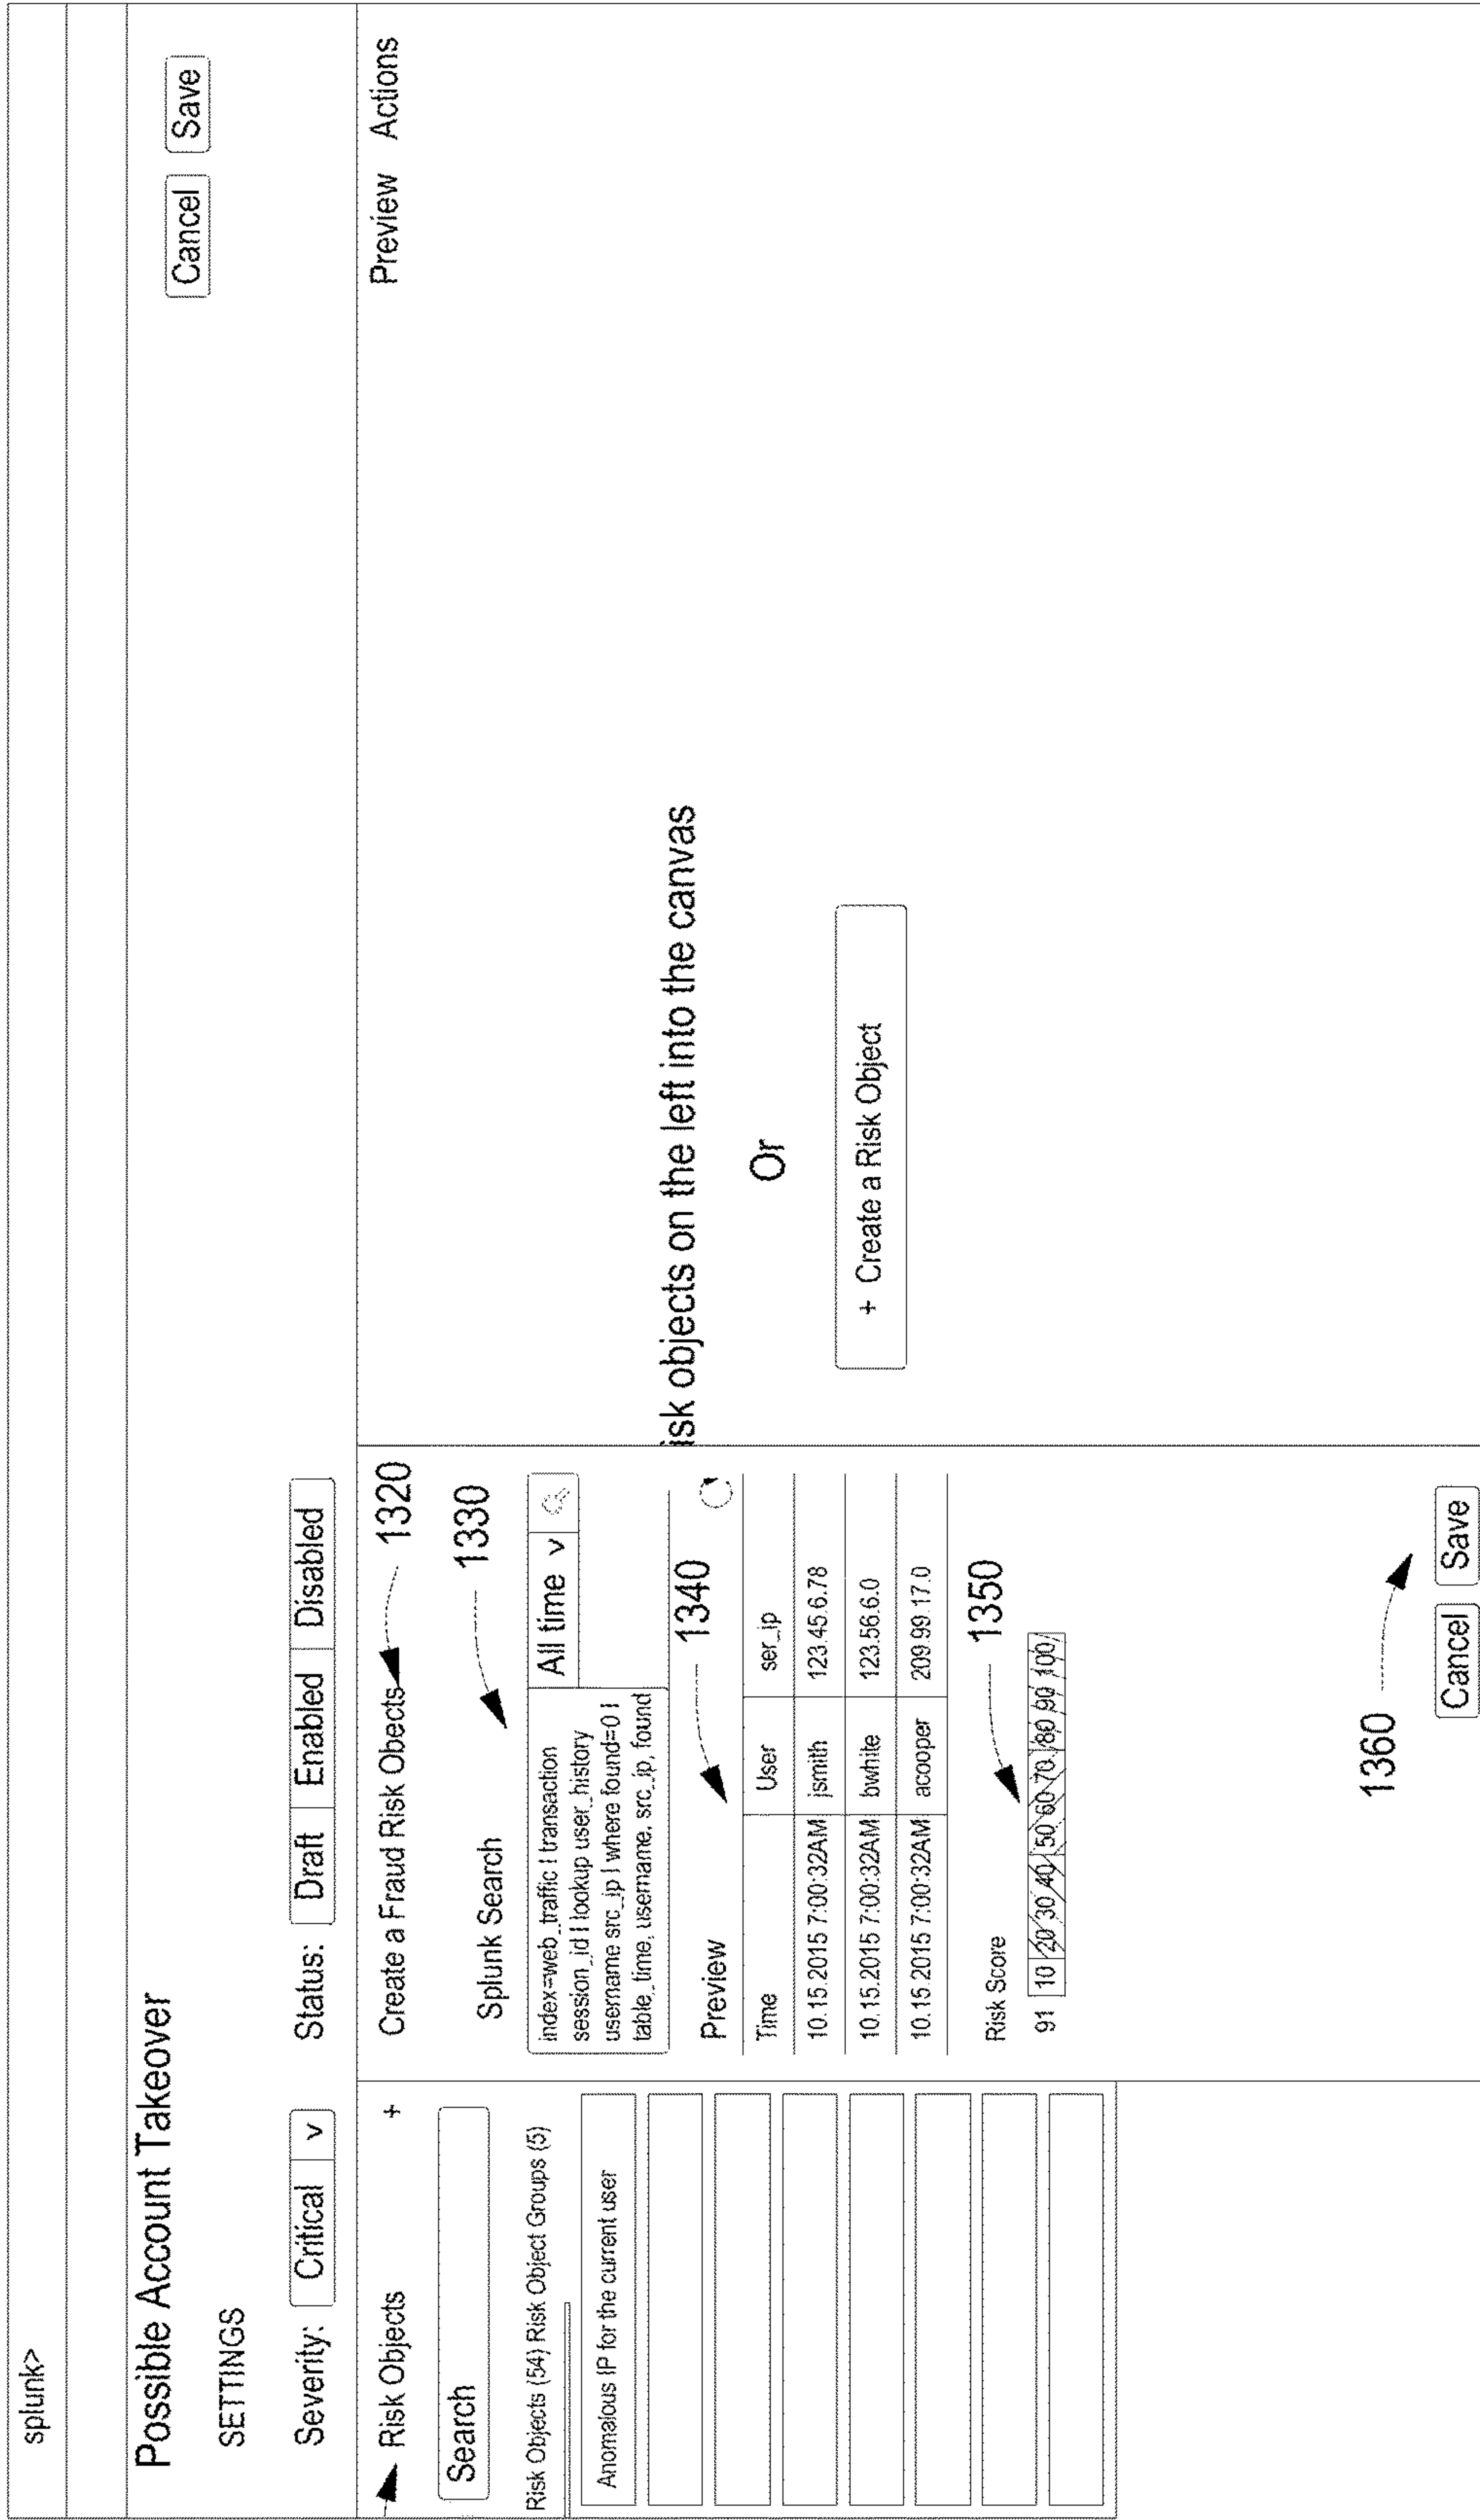 splunk>
Possible Account Takeover
Cancel Save
SETTINGS
Severity: Critical v Status: Draft Enabled Disabled
Risk Objects +
Search
Risk Objects (54) Risk Object Groups (5)
Anomalous IP for the current user
Create a Fraud Risk Obects 1320
Splunk Search 1330
index=web_traffic | transaction
session_id | lookup user_history
username src_ip | where found=0 |
table_time, username, src_ip, found
All time v
Preview 1340
Time User ser_ip
10.15.2015 7:00:32AM jsmith 123.45.6.78
10.15.2015 7:00:32AM bwhite 123.56.6.0
10.15.2015 7:00:32AM acooper 209.99.17.0
Risk Score 1350
91 10 20 30 40 50 60 70 80 90 100
1360
Cancel Save
Preview Actions
isk objects on the left into the canvas
Or
+ Create a Risk Object